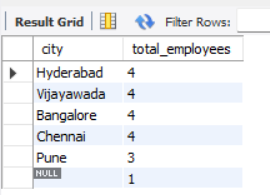 Result Grid Filter Rows:
city total_employees
Hyderabad 4
Vijayawada 4
Bangalore 4
Chennai 4
Pune 3
NULL 1